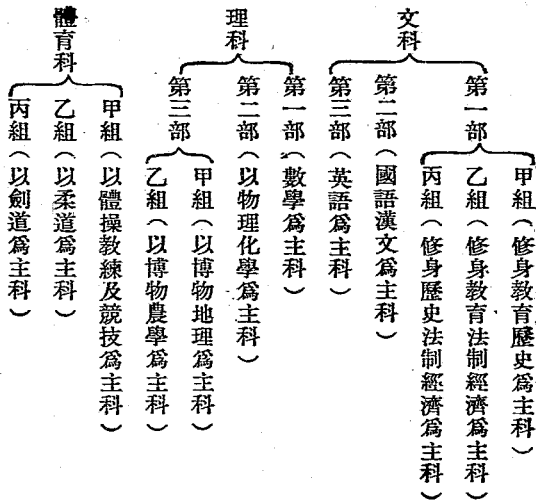 文科
第一部
甲組（修身教育歷史爲主科）
乙組（修身教育法制經濟爲主科）
丙組（修身歷史法制經濟爲主科）
第二部（國語漢文爲主科）
第三部（英語爲主科）
理科
第一部（數學爲主科）
第二部（以物理化學爲主科）
第三部
甲組（以博物地理爲主科）
乙組（以博物農學爲主科）
體育科
甲組（以體操教練及競技爲主科）
乙組（以柔道爲主科）
丙組（以劍道爲主科）